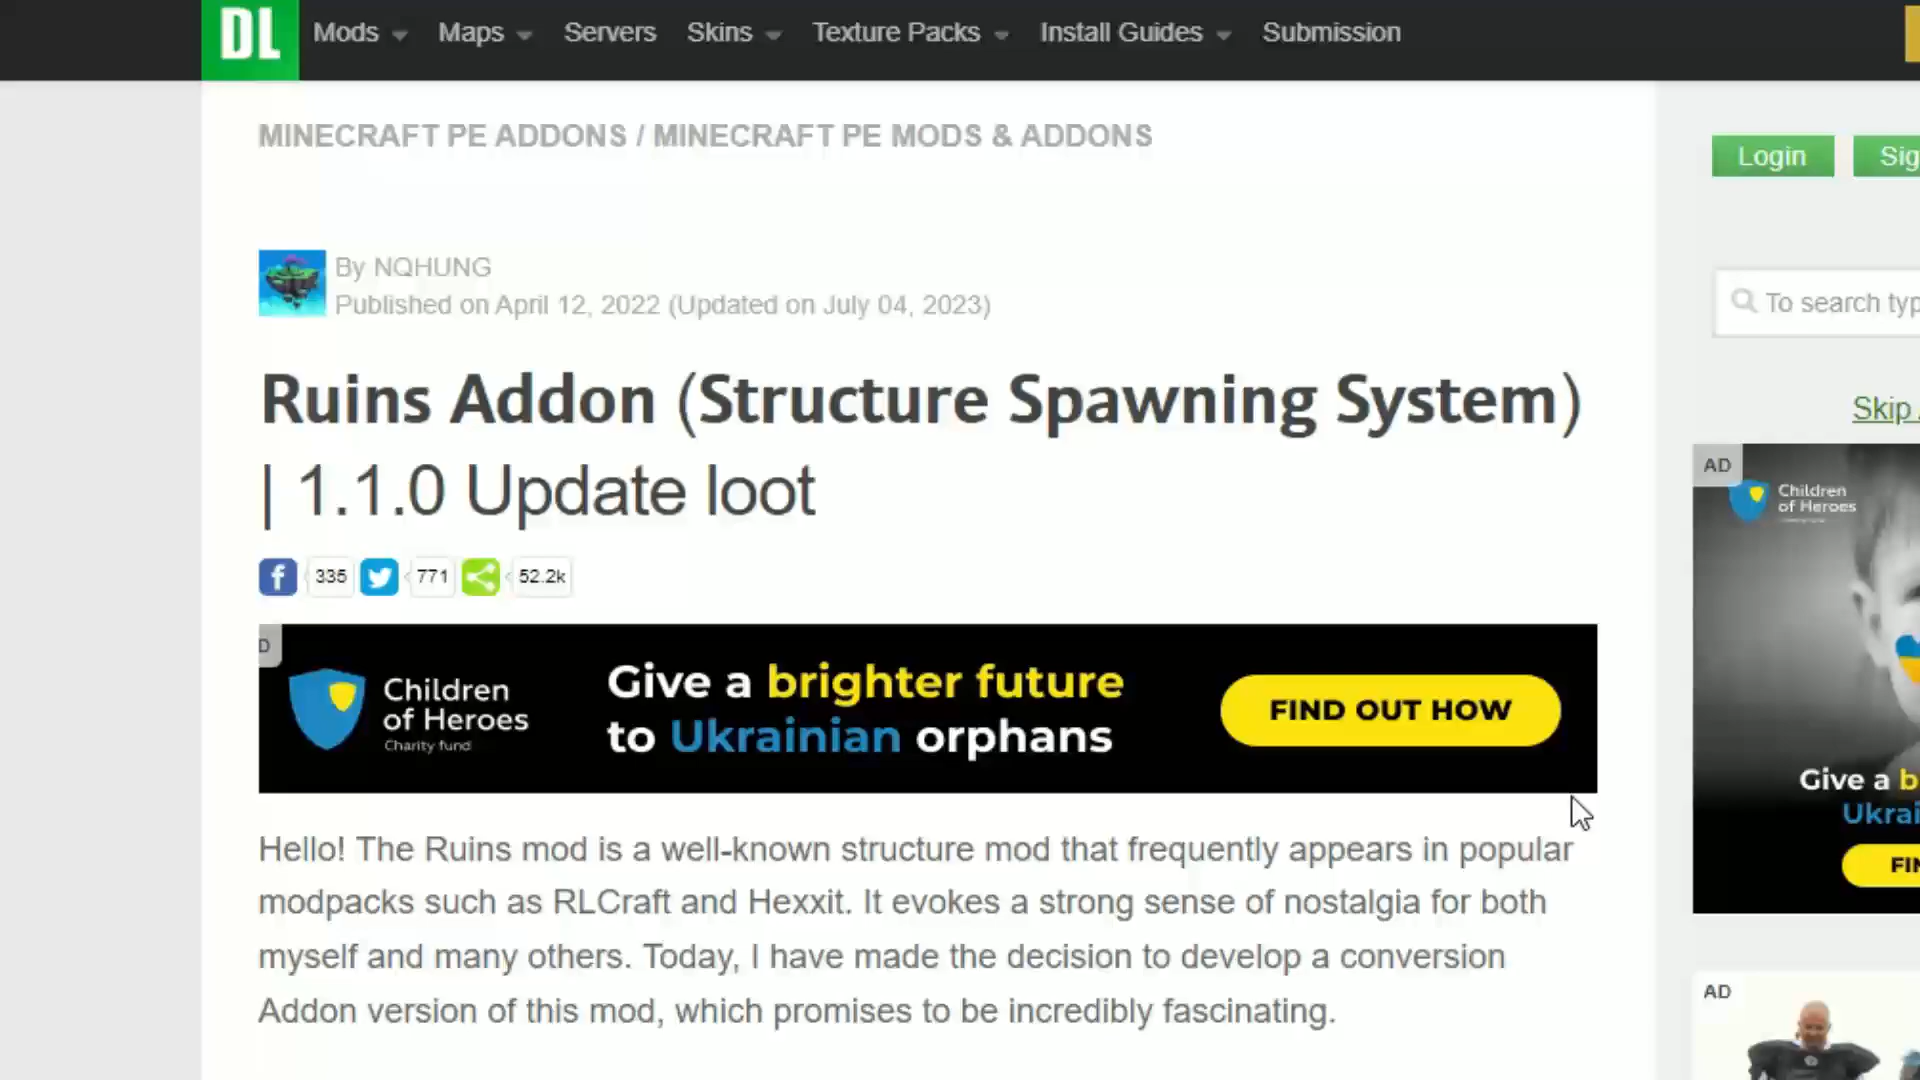 DL Mods Maps Servers Skins Texture Packs Install Guides Submission
MINECRAFT PE ADDONS / MINECRAFT PE MODS & ADDONS
Login
By NQHUNG
Published on April 12, 2022 (Updated on July 04, 2023)
To search
Ruins Addon (Structure Spawning System)
| 1.1.0 Update loot
Skip
335 771 52.2k
Children
of Heroes
Charity fund
Give a brighter future
to Ukrainian orphans
FIND OUT HOW
AD
Children
of Heroes
Give a
Hello! The Ruins mod is a well-known structure mod that frequently appears in popular
modpacks such as RLCraft and Hexxit. It evokes a strong sense of nostalgia for both
myself and many others. Today, I have made the decision to develop a conversion
Addon version of this mod, which promises to be incredibly fascinating.
AD